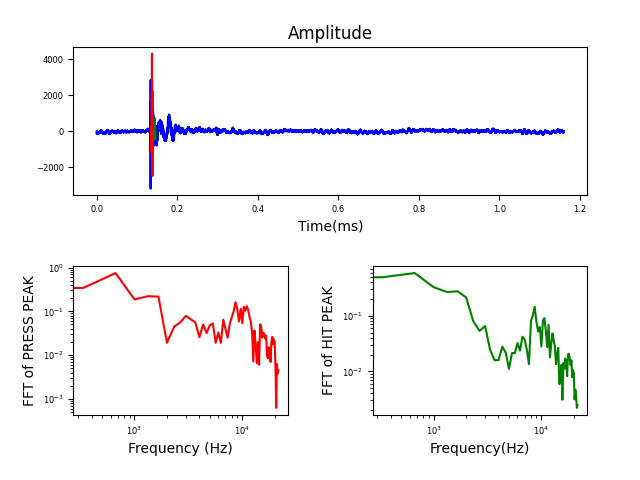 Amplitude
4000
2000
0
−2000
0.0 0.2 0.4 0.6 0.8 1.0 1.2
Time(ms)
FFT of PRESS PEAK
10⁰
10⁻¹
10⁻²
10⁻³
10³ 10⁴
Frequency (Hz)
FFT of HIT PEAK
10⁻¹
10⁻²
10³ 10⁴
Frequency(Hz)